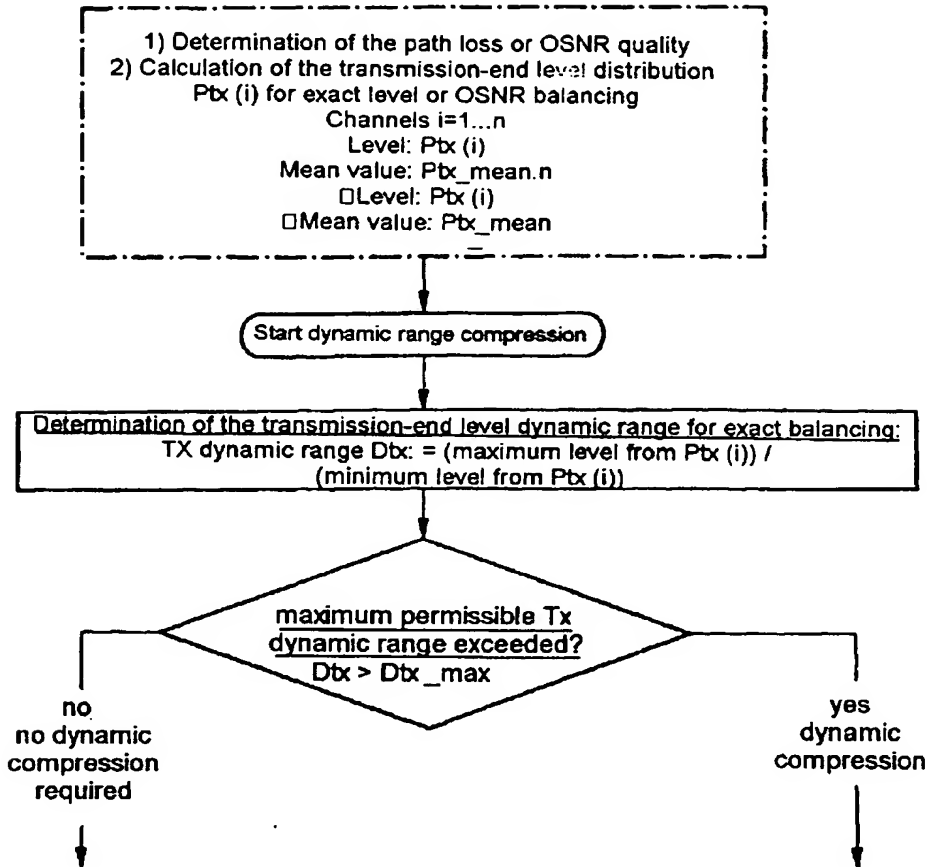 1) Determination of the path loss or OSNR quality
2) Calculation of the transmission-end level distribution
Ptx (i) for exact level or OSNR balancing
Channels i=1...n
Level: Ptx (i)
Mean value: Ptx_mean.n
□Level: Ptx (i)
□Mean value: Ptx_mean
Start dynamic range compression
Determination of the transmission-end level dynamic range for exact balancing:
TX dynamic range Dtx: = (maximum level from Ptx (i)) /
(minimum level from Ptx (i))
maximum permissible Tx
dynamic range exceeded?
Dtx > Dtx_max
no
no dynamic
compression
required
yes
dynamic
compression